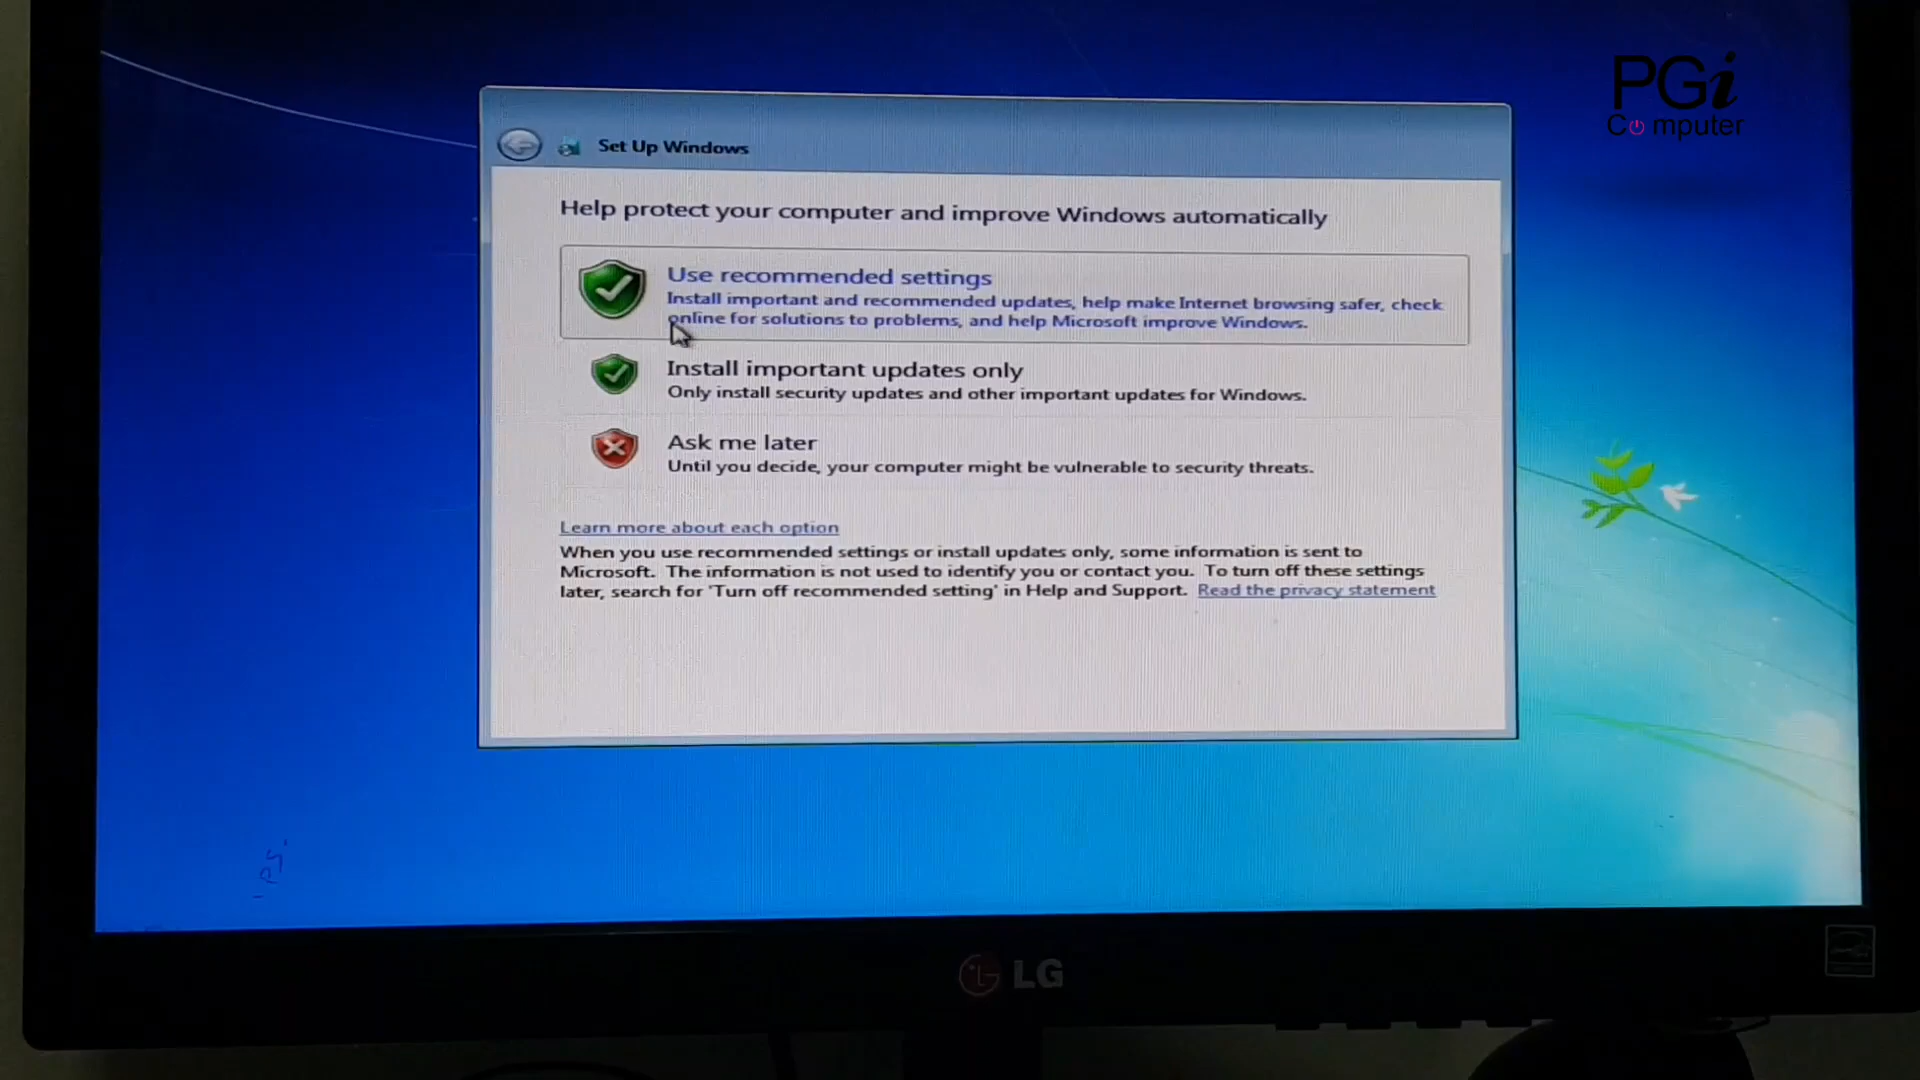 PGi
Computer
Set Up Windows
Help protect your computer and improve Windows automatically
Use recommended settings
Install important and recommended updates, help make Internet browsing safer, check
online for solutions to problems, and help Microsoft improve Windows.
Install important updates only
Only install security updates and other important updates for Windows.
Ask me later
Until you decide, your computer might be vulnerable to security threats.
Learn more about each option
When you use recommended settings or install updates only, some information is sent to
Microsoft. The information is not used to identify you or contact you. To turn off these settings
later, search for 'Turn off recommended setting' in Help and Support. Read the privacy statement
LG